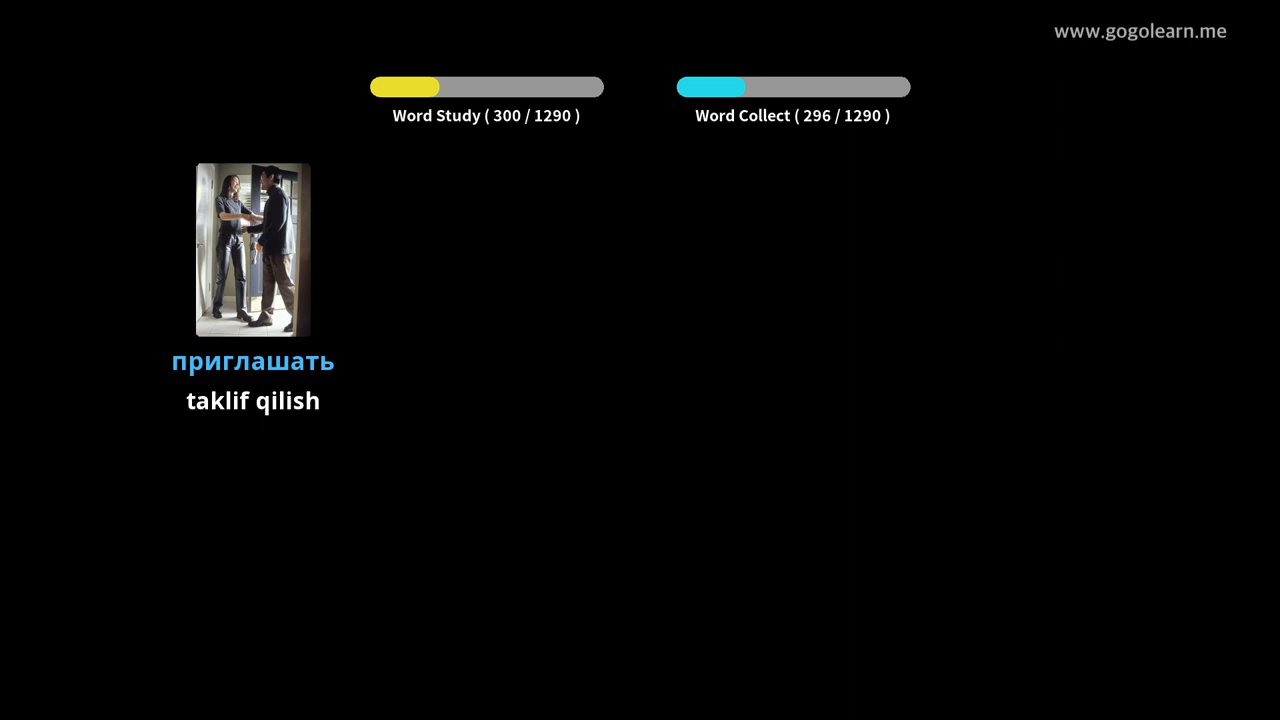 www.gogolearn.me
Word Study ( 300 / 1290 )
Word Collect ( 296 / 1290 )
приглашать
taklif qilish